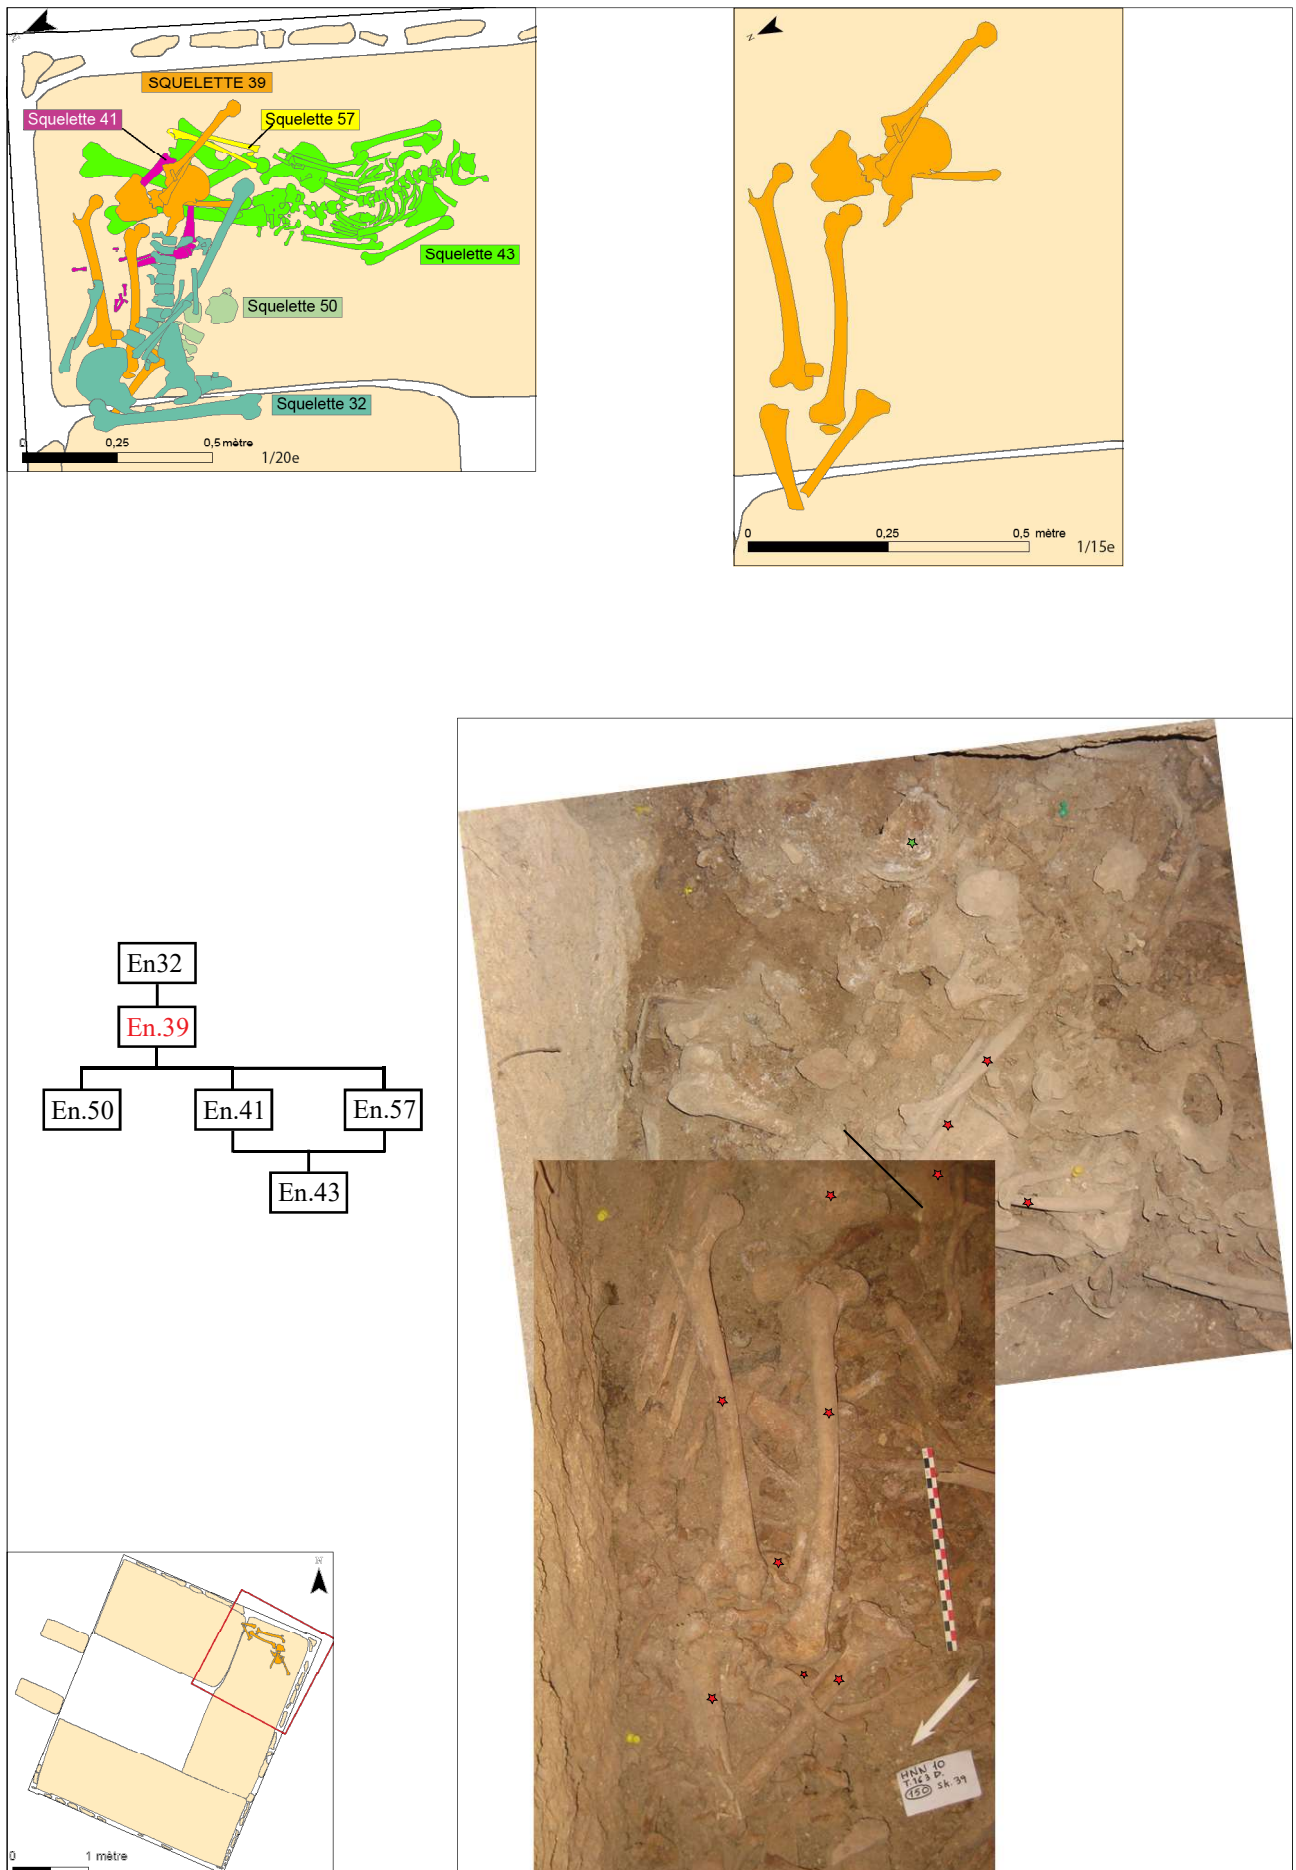 N
SQUELETTE 39
Squelette 41
Squelette 57
Squelette 43
Squelette 50
Squelette 32
0 0,25 0,5 mètre
1/20e
N
0 0,25 0,5 mètre
1/15e
En32
En.39
En.50 En.41 En.57
En.43
N
0 1 mètre
HNN 10
T.163 D.
150 Sk.39